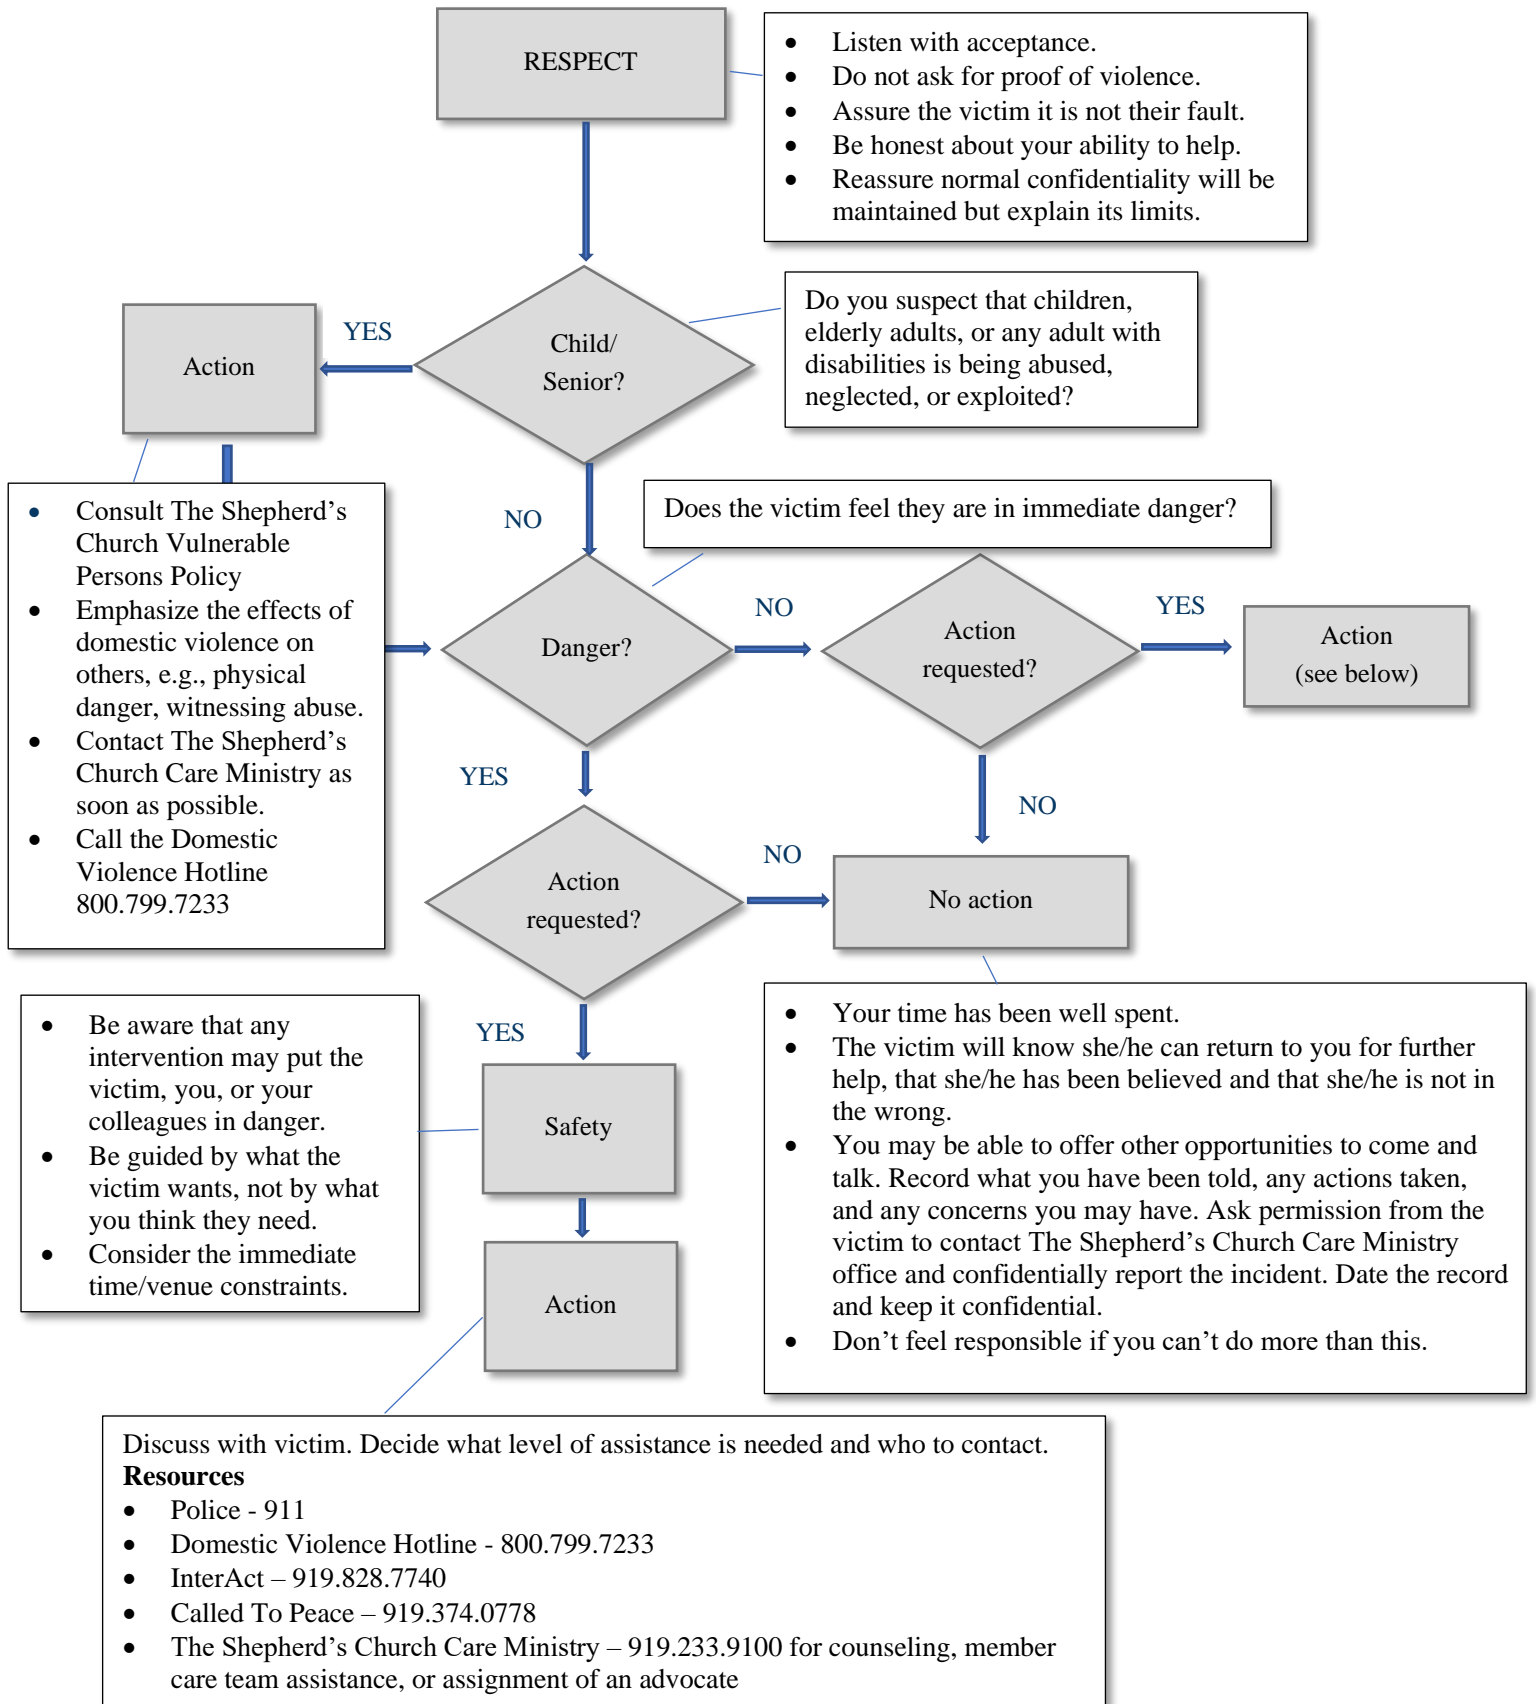 RESPECT
• Listen with acceptance.
• Do not ask for proof of violence.
• Assure the victim it is not their fault.
• Be honest about your ability to help.
• Reassure normal confidentiality will be
maintained but explain its limits.
Do you suspect that children,
elderly adults, or any adult with
disabilities is being abused,
neglected, or exploited?
YES
Action
Child/
Senior?
• Consult The Shepherd’s
Church Vulnerable
Persons Policy
• Emphasize the effects of
domestic violence on
others, e.g., physical
danger, witnessing abuse.
• Contact The Shepherd’s
Church Care Ministry as
soon as possible.
• Call the Domestic
Violence Hotline
800.799.7233
NO
Does the victim feel they are in immediate danger?
Danger?
NO
Action
requested?
YES
Action
(see below)
YES
NO
Action
requested?
NO
No action
• Be aware that any
intervention may put the
victim, you, or your
colleagues in danger.
• Be guided by what the
victim wants, not by what
you think they need.
• Consider the immediate
time/venue constraints.
YES
Safety
• Your time has been well spent.
• The victim will know she/he can return to you for further
help, that she/he has been believed and that she/he is not in
the wrong.
• You may be able to offer other opportunities to come and
talk. Record what you have been told, any actions taken,
and any concerns you may have. Ask permission from the
victim to contact The Shepherd’s Church Care Ministry
office and confidentially report the incident. Date the record
and keep it confidential.
• Don’t feel responsible if you can’t do more than this.
Action
Discuss with victim. Decide what level of assistance is needed and who to contact.
Resources
• Police - 911
• Domestic Violence Hotline - 800.799.7233
• InterAct – 919.828.7740
• Called To Peace – 919.374.0778
• The Shepherd’s Church Care Ministry – 919.233.9100 for counseling, member
care team assistance, or assignment of an advocate